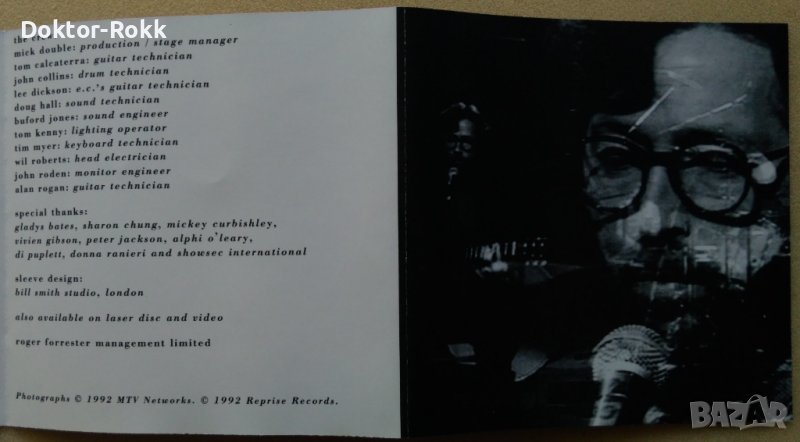 Doktor-Rokk
the
mick double: production / stage manager
tom calcaterra: guitar technician
john collins: drum technician
lee dickson: e.c.'s guitar technician
doug hall: sound technician
buford jones: sound engineer
tom kenny: lighting operator
tim myer: keyboard technician
wil roberts: head electrician
john roden: monitor engineer
alan rogan: guitar technician
special thanks:
gladys bates, sharon chung, mickey curbishley,
vivien gibson, peter jackson, alphi o'leary,
di puplett, donna ranieri and showsec international
sleeve design:
bill smith studio, london
also available on laser disc and video
roger forrester management limited
Photographs © 1992 MTV Networks. © 1992 Reprise Records.
BAZAR
www.Bazar.bg